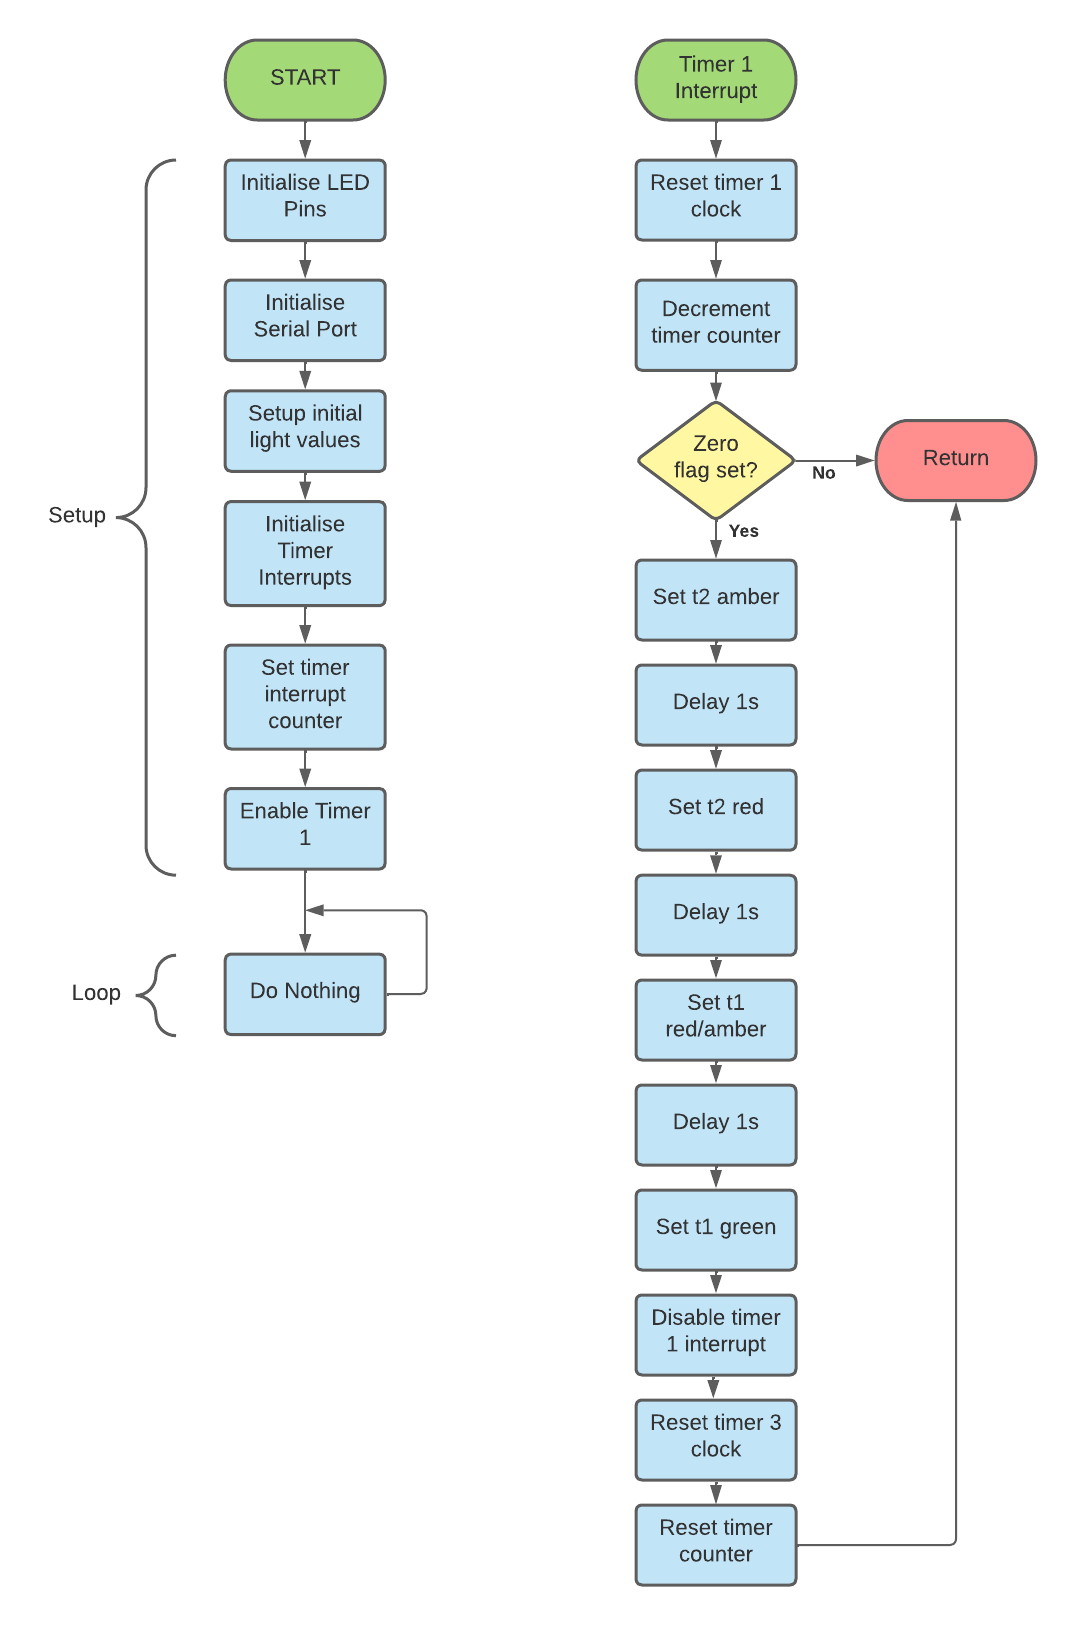 START
Setup
Initialise LED
Pins
Initialise
Serial Port
Setup initial
light values
Initialise
Timer
Interrupts
Set timer
interrupt
counter
Enable Timer
1
Loop
Do Nothing
Timer 1
Interrupt
Reset timer 1
clock
Decrement
timer counter
Zero
flag set?
No
Return
Yes
Set t2 amber
Delay 1s
Set t2 red
Delay 1s
Set t1
red/amber
Delay 1s
Set t1 green
Disable timer
1 interrupt
Reset timer 3
clock
Reset timer
counter